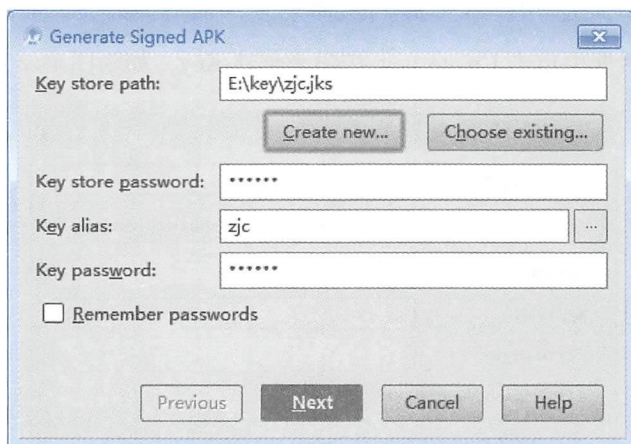 Generate Signed APK
Key store path: E:\key\zjc.jks
Create new... Choose existing...
Key store password: ••••••
Key alias: zjc ...
Key password: ••••••
Remember passwords
Previous Next Cancel Help